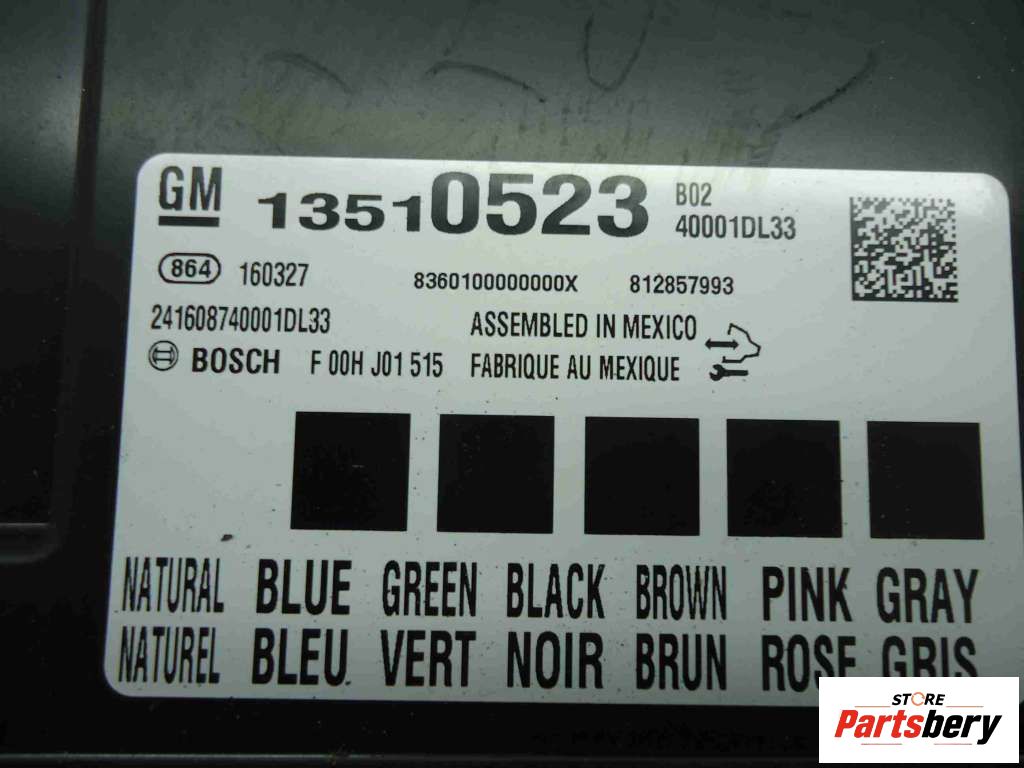 GM 13510523 B02
40001DL33
864 160327 8360100000000X 812857993
241608740001DL33 ASSEMBLED IN MEXICO
BOSCH F 00H J01 515 FABRIQUE AU MEXIQUE
NATURAL BLUE GREEN BLACK BROWN PINK GRAY
NATUREL BLEU VERT NOIR BRUN ROSE GRIS
STORE
Partsbery